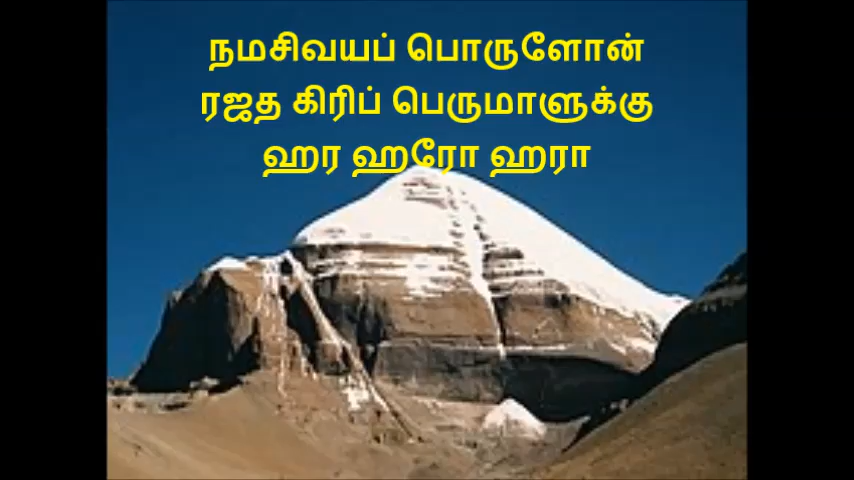 நமசிவயப் பொருளோன்
ரஜத கிரிப் பெருமாளுக்கு
ஹர ஹரோ ஹரா